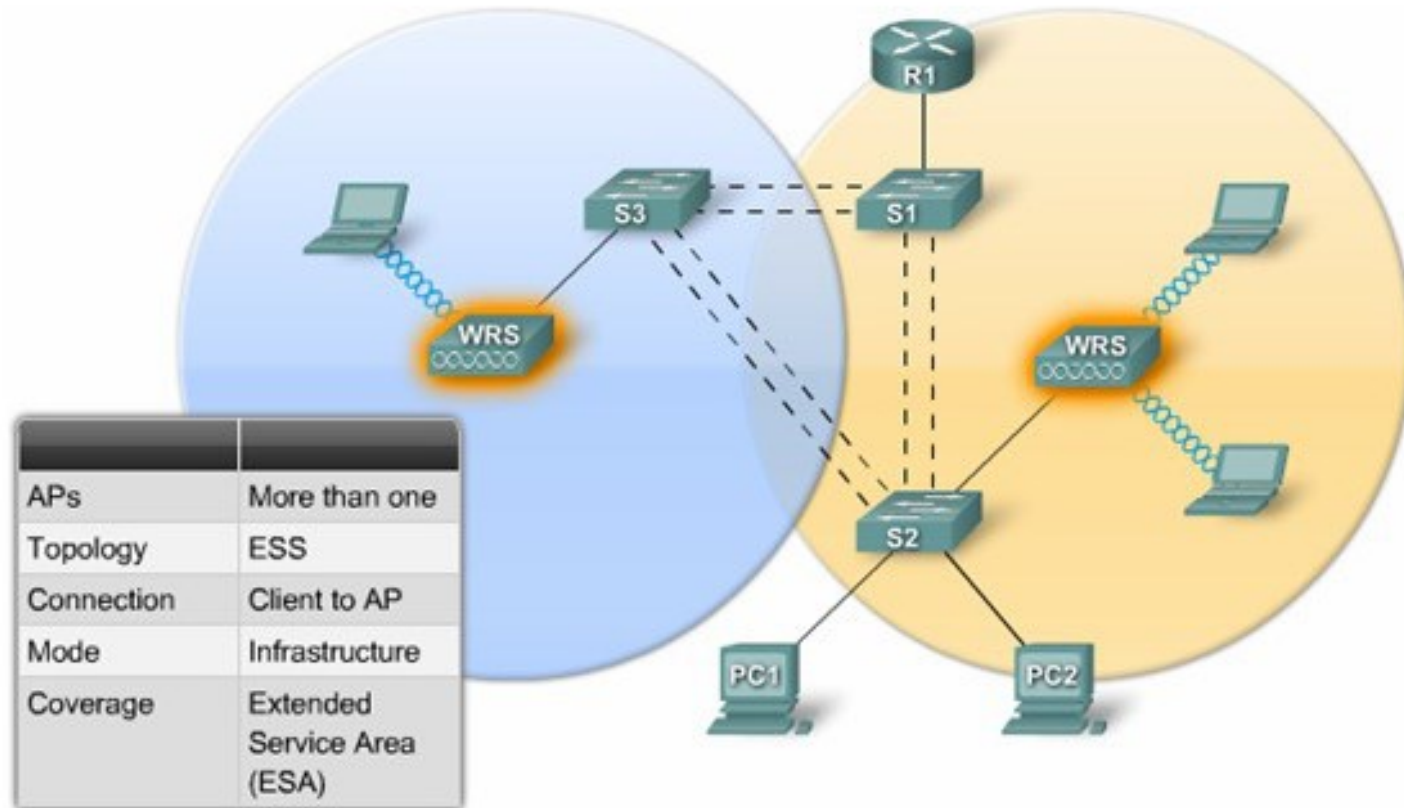 R1
S3
S1
WRS
WRS
S2
PC1
PC2
APs More than one
Topology ESS
Connection Client to AP
Mode Infrastructure
Coverage Extended
Service Area
(ESA)